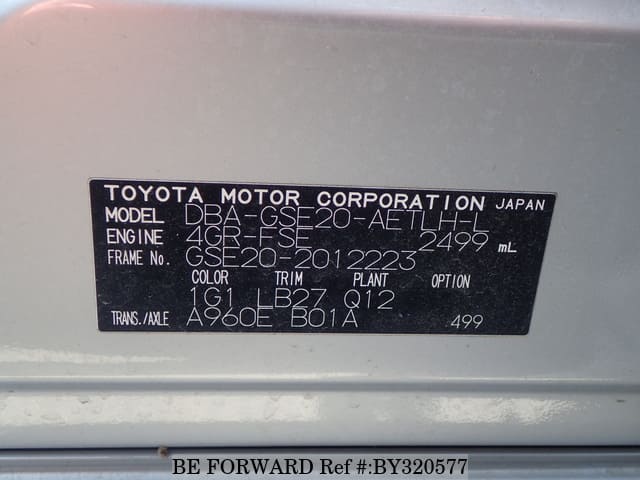 TOYOTA MOTOR CORPORATION JAPAN
MODEL DBA-GSE20-AETLH-L
ENGINE 4GR-FSE 2499 mL
FRAME No. GSE20-2012223
COLOR TRIM PLANT OPTION
1G1 LB27 Q12
TRANS./AXLE A960E B01A 499
BE FORWARD Ref #:BY320577